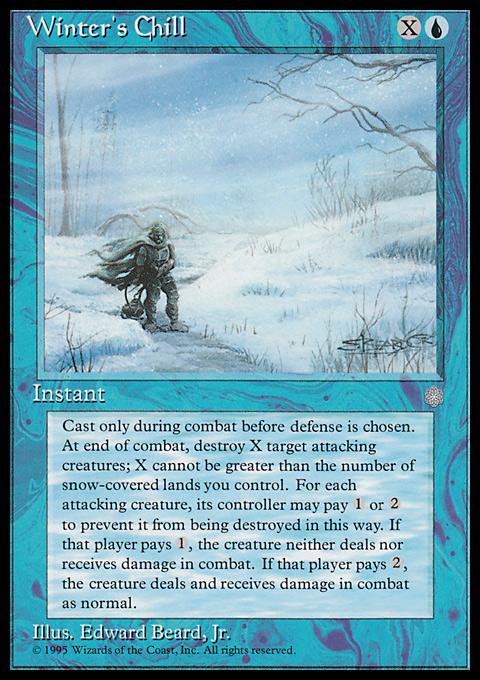 Winter's Chill
X
Instant
Cast only during combat before defense is chosen.
At end of combat, destroy X target attacking
creatures; X cannot be greater than the number of
snow-covered lands you control. For each
attacking creature, its controller may pay 1 or 2
to prevent it from being destroyed in this way. If
that player pays 1, the creature neither deals nor
receives damage in combat. If that player pays 2,
the creature deals and receives damage in combat
as normal.
Illus. Edward Beard, Jr.
© 1995 Wizards of the Coast, Inc. All rights reserved.